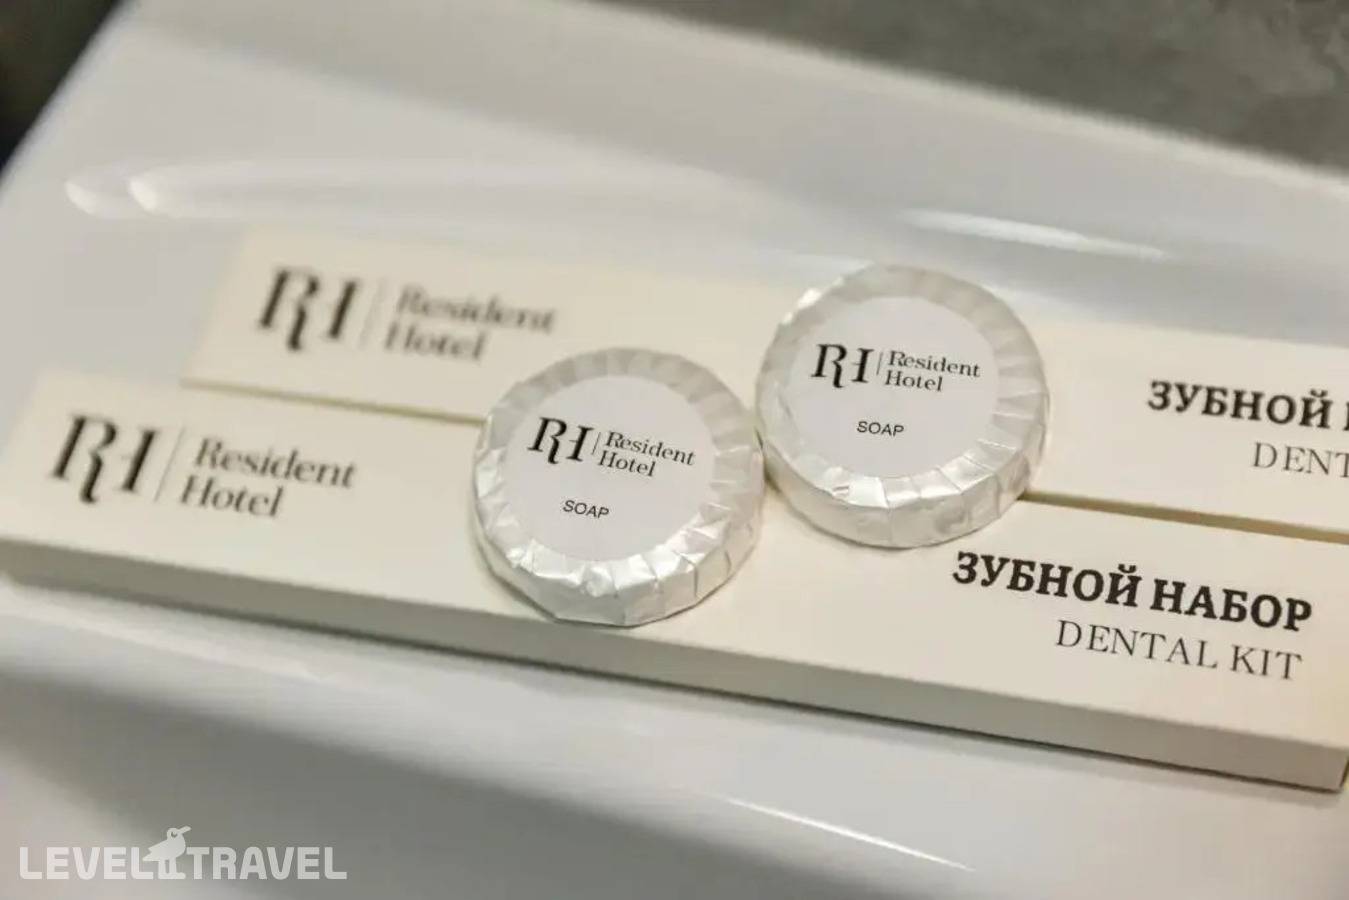 RH Resident
Hotel
ЗУБНОЙ
RH Resident
Hotel
SOAP
RH Resident
Hotel
SOAP
RH Resident
Hotel
ЗУБНОЙ НАБОР
DENTAL KIT
LEVEL TRAVEL